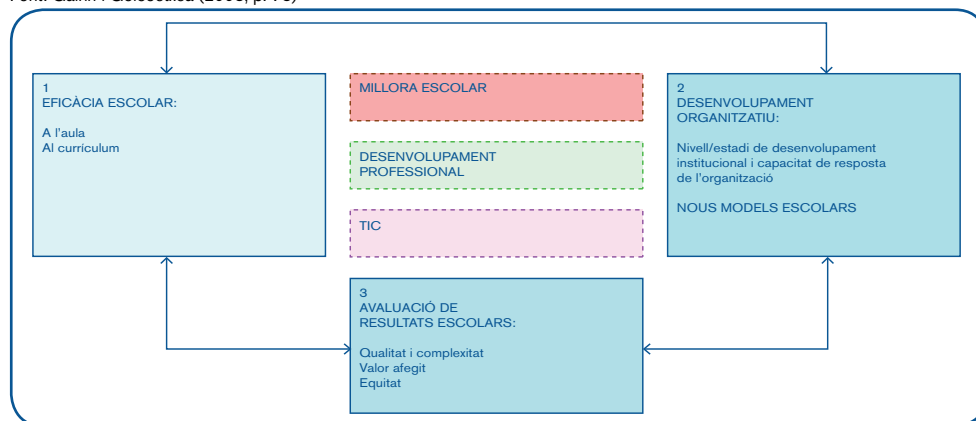 1
EFICÀCIA ESCOLAR:
A l'aula
Al currículum
MILLORA ESCOLAR
DESENVOLUPAMENT
PROFESSIONAL
TIC
2
DESENVOLUPAMENT
ORGANITZATIU:
Nivell/estadi de desenvolupament
institucional i capacitat de resposta
de l'organització
NOUS MODELS ESCOLARS
3
AVALUACIÓ DE
RESULTATS ESCOLARS:
Qualitat i complexitat
Valor afegit
Equitat